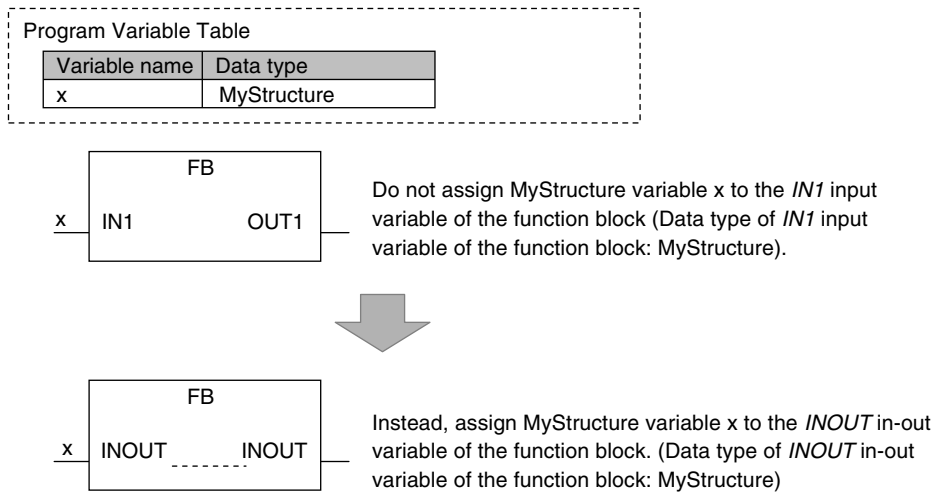 Program Variable Table
Variable name Data type
x MyStructure
FB
x IN1 OUT1
Do not assign MyStructure variable x to the IN1 input
variable of the function block (Data type of IN1 input
variable of the function block: MyStructure).
FB
x INOUT INOUT
Instead, assign MyStructure variable x to the INOUT in-out
variable of the function block. (Data type of INOUT in-out
variable of the function block: MyStructure)